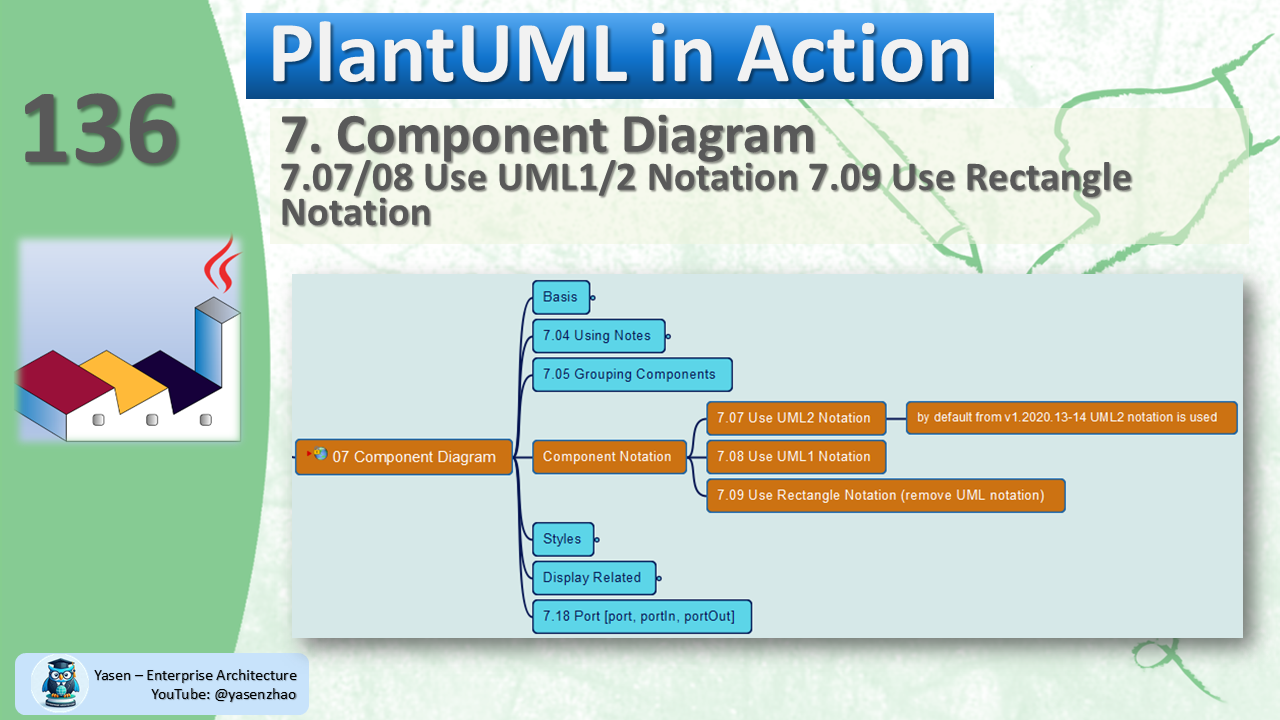 PlantUML in Action
136
7. Component Diagram
7.07/08 Use UML1/2 Notation 7.09 Use Rectangle
Notation
Basis
7.04 Using Notes
7.05 Grouping Components
7.07 Use UML2 Notation
by default from v1.2020.13-14 UML2 notation is used
07 Component Diagram
Component Notation
7.08 Use UML1 Notation
7.09 Use Rectangle Notation (remove UML notation)
Styles
Display Related
7.18 Port [port, portIn, portOut]
Yasen – Enterprise Architecture
YouTube: @yasenzhao